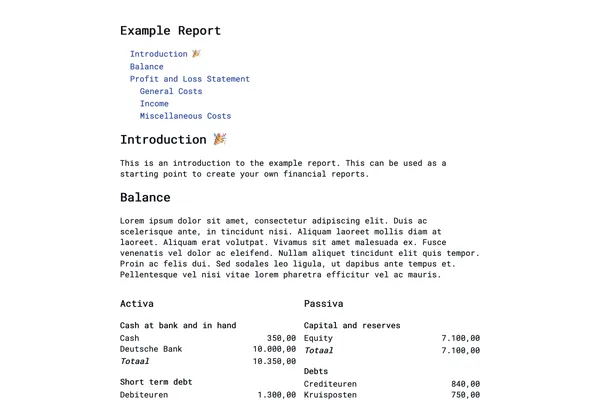 Example Report
Introduction 🎉
Balance
Profit and Loss Statement
General Costs
Income
Miscellaneous Costs
Introduction 🎉
This is an introduction to the example report. This can be used as a
starting point to create your own financial reports.
Balance
Lorem ipsum dolor sit amet, consectetur adipiscing elit. Duis ac
scelerisque ante, in tincidunt nisi. Aliquam laoreet mollis diam at
laoreet. Aliquam erat volutpat. Vivamus sit amet malesuada ex. Fusce
venenatis vel dolor ac eleifend. Nullam aliquet tincidunt elit quis tempor.
Proin ac felis dui. Sed sodales leo ligula, ut dapibus ante tempus et.
Pellentesque vel nisi vitae lorem pharetra efficitur vel ac mauris.
Activa
Cash at bank and in hand
Cash 350,00
Deutsche Bank 10.000,00
Totaal 10.350,00
Short term debt
Debiteuren 1.300,00
Passiva
Capital and reserves
Equity 7.100,00
Totaal 7.100,00
Debts
Crediteuren 840,00
Kruisposten 750,00